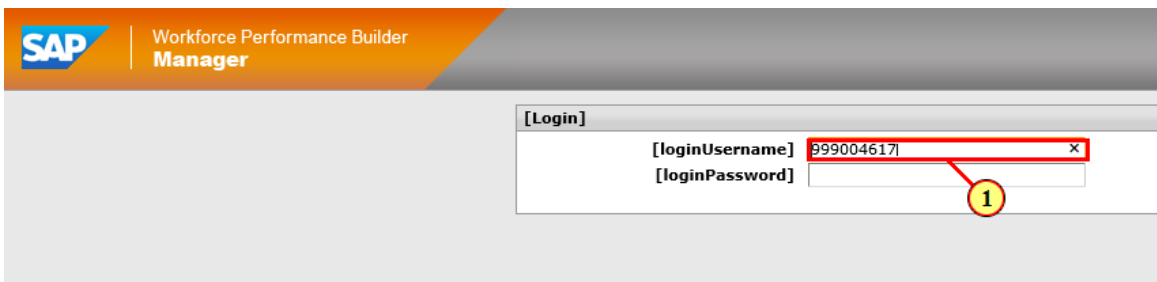 SAP
Workforce Performance Builder
Manager
[Login]
[loginUsername] 999004617 ×
[loginPassword]
1